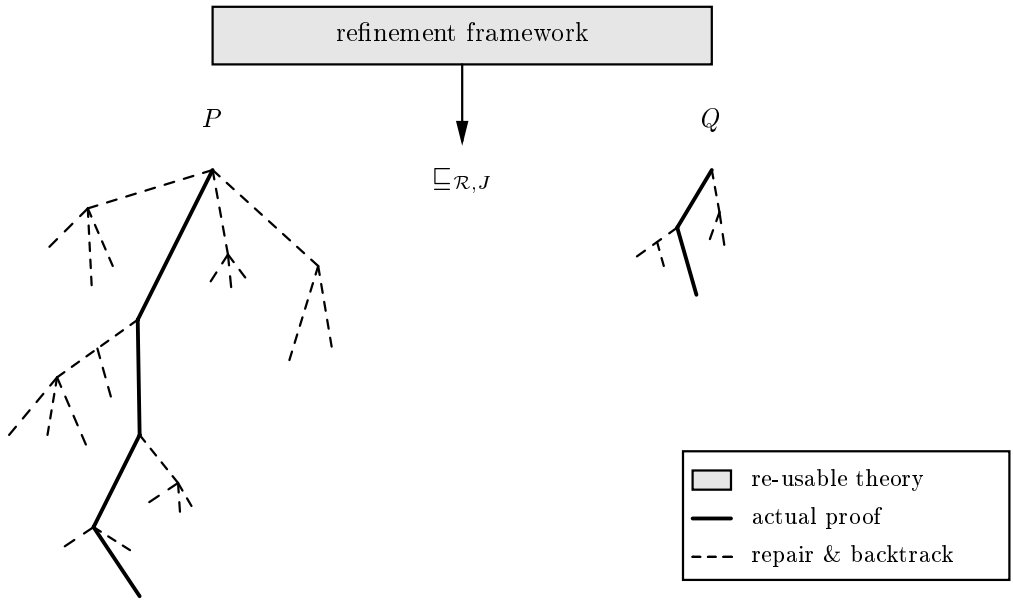 refinement framework
P
Q
⊑R,J
re-usable theory
actual proof
repair & backtrack